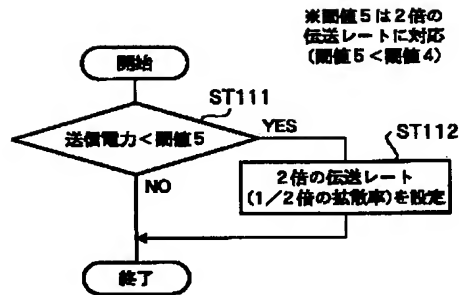 ※閾値5は2倍の
伝送レートに対応
(閾値5<閾値4)
開始
ST111
送信電力<閾値5
YES
ST112
2倍の伝送レート
(1/2倍の拡散率)を設定
NO
終了